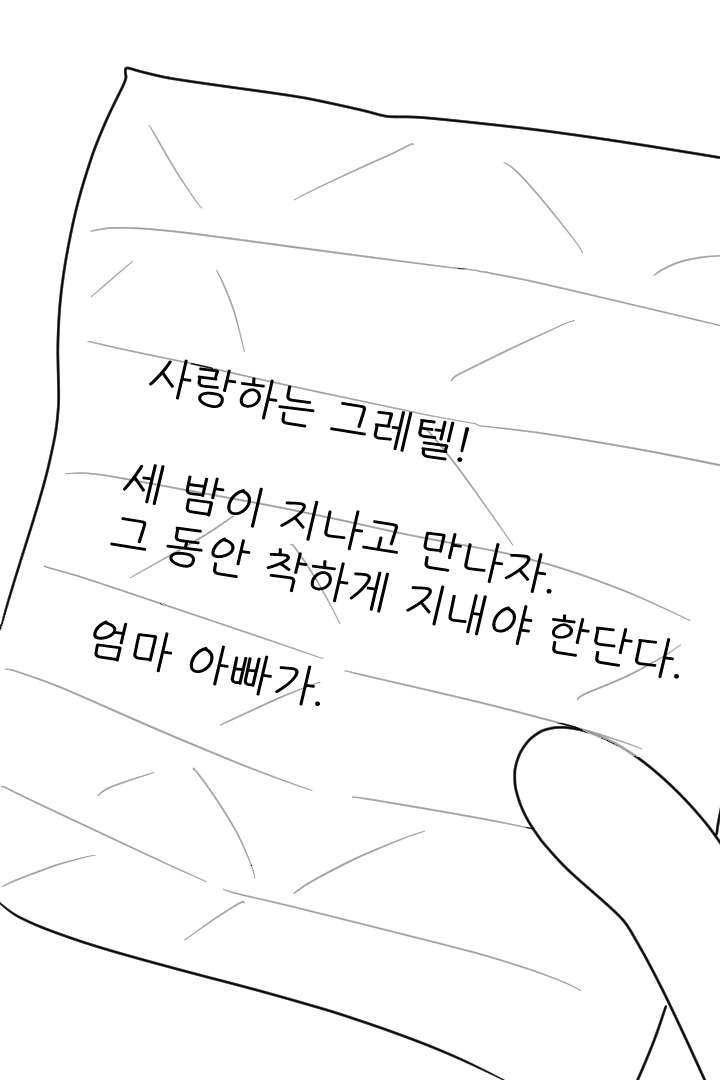 사랑하는 그레텔!
세 밤이 지나고 만나자.
그 동안 착하게 지내야 한단다.
엄마 아빠가.